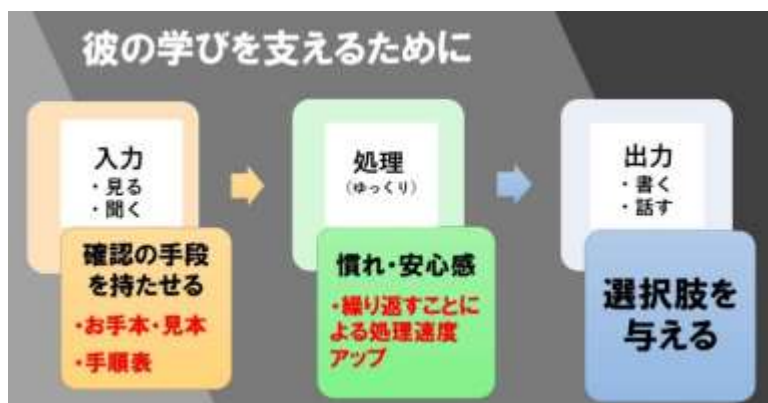 彼の学びを支えるために
入力
・見る
・聞く
確認の手段
を持たせる
・お手本・見本
・手順表
処理
（ゆっくり）
慣れ・安心感
・繰り返すことに
よる処理速度
アップ
出力
・書く
・話す
選択肢を
与える